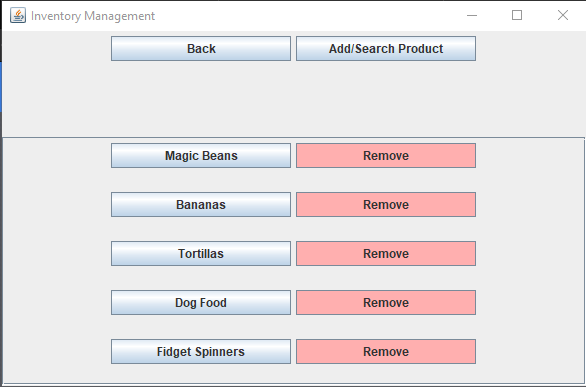 Inventory Management
Back Add/Search Product
Magic Beans Remove
Bananas Remove
Tortillas Remove
Dog Food Remove
Fidget Spinners Remove